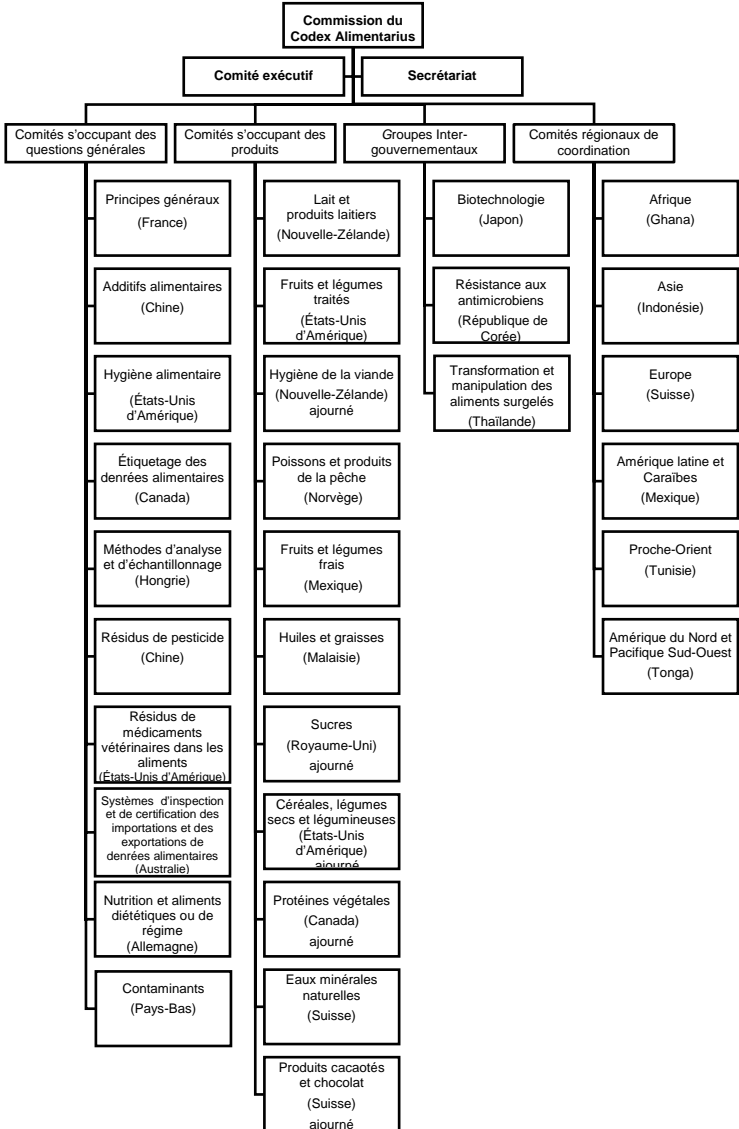 Commission du
Codex Alimentarius
Comité exécutif
Secrétariat
Comités s'occupant des
questions générales
Comités s'occupant des
produits
Groupes Inter-
gouvernementaux
Comités régionaux de
coordination
Principes généraux
(France)
Additifs alimentaires
(Chine)
Hygiène alimentaire
(États-Unis
d'Amérique)
Étiquetage des
denrées alimentaires
(Canada)
Méthodes d'analyse
et d'échantillonnage
(Hongrie)
Résidus de pesticide
(Chine)
Résidus de
médicaments
vétérinaires dans les
aliments
(États-Unis d'Amérique)
Systèmes d'inspection
et de certification des
importations et des
exportations de
denrées alimentaires
(Australie)
Nutrition et aliments
diététiques ou de
régime
(Allemagne)
Contaminants
(Pays-Bas)
Lait et
produits laitiers
(Nouvelle-Zélande)
Fruits et légumes
traités
(États-Unis
d'Amérique)
Hygiène de la viande
(Nouvelle-Zélande)
ajourné
Poissons et produits
de la pêche
(Norvège)
Fruits et légumes
frais
(Mexique)
Huiles et graisses
(Malaisie)
Sucres
(Royaume-Uni)
ajourné
Céréales, légumes
secs et légumineuses
(États-Unis
d'Amérique)
ajourné
Protéines végétales
(Canada)
ajourné
Eaux minérales
naturelles
(Suisse)
Produits cacaotés
et chocolat
(Suisse)
ajourné
Biotechnologie
(Japon)
Résistance aux
antimicrobiens
(République de
Corée)
Transformation et
manipulation des
aliments surgelés
(Thaïlande)
Afrique
(Ghana)
Asie
(Indonésie)
Europe
(Suisse)
Amérique latine et
Caraïbes
(Mexique)
Proche-Orient
(Tunisie)
Amérique du Nord et
Pacifique Sud-Ouest
(Tonga)